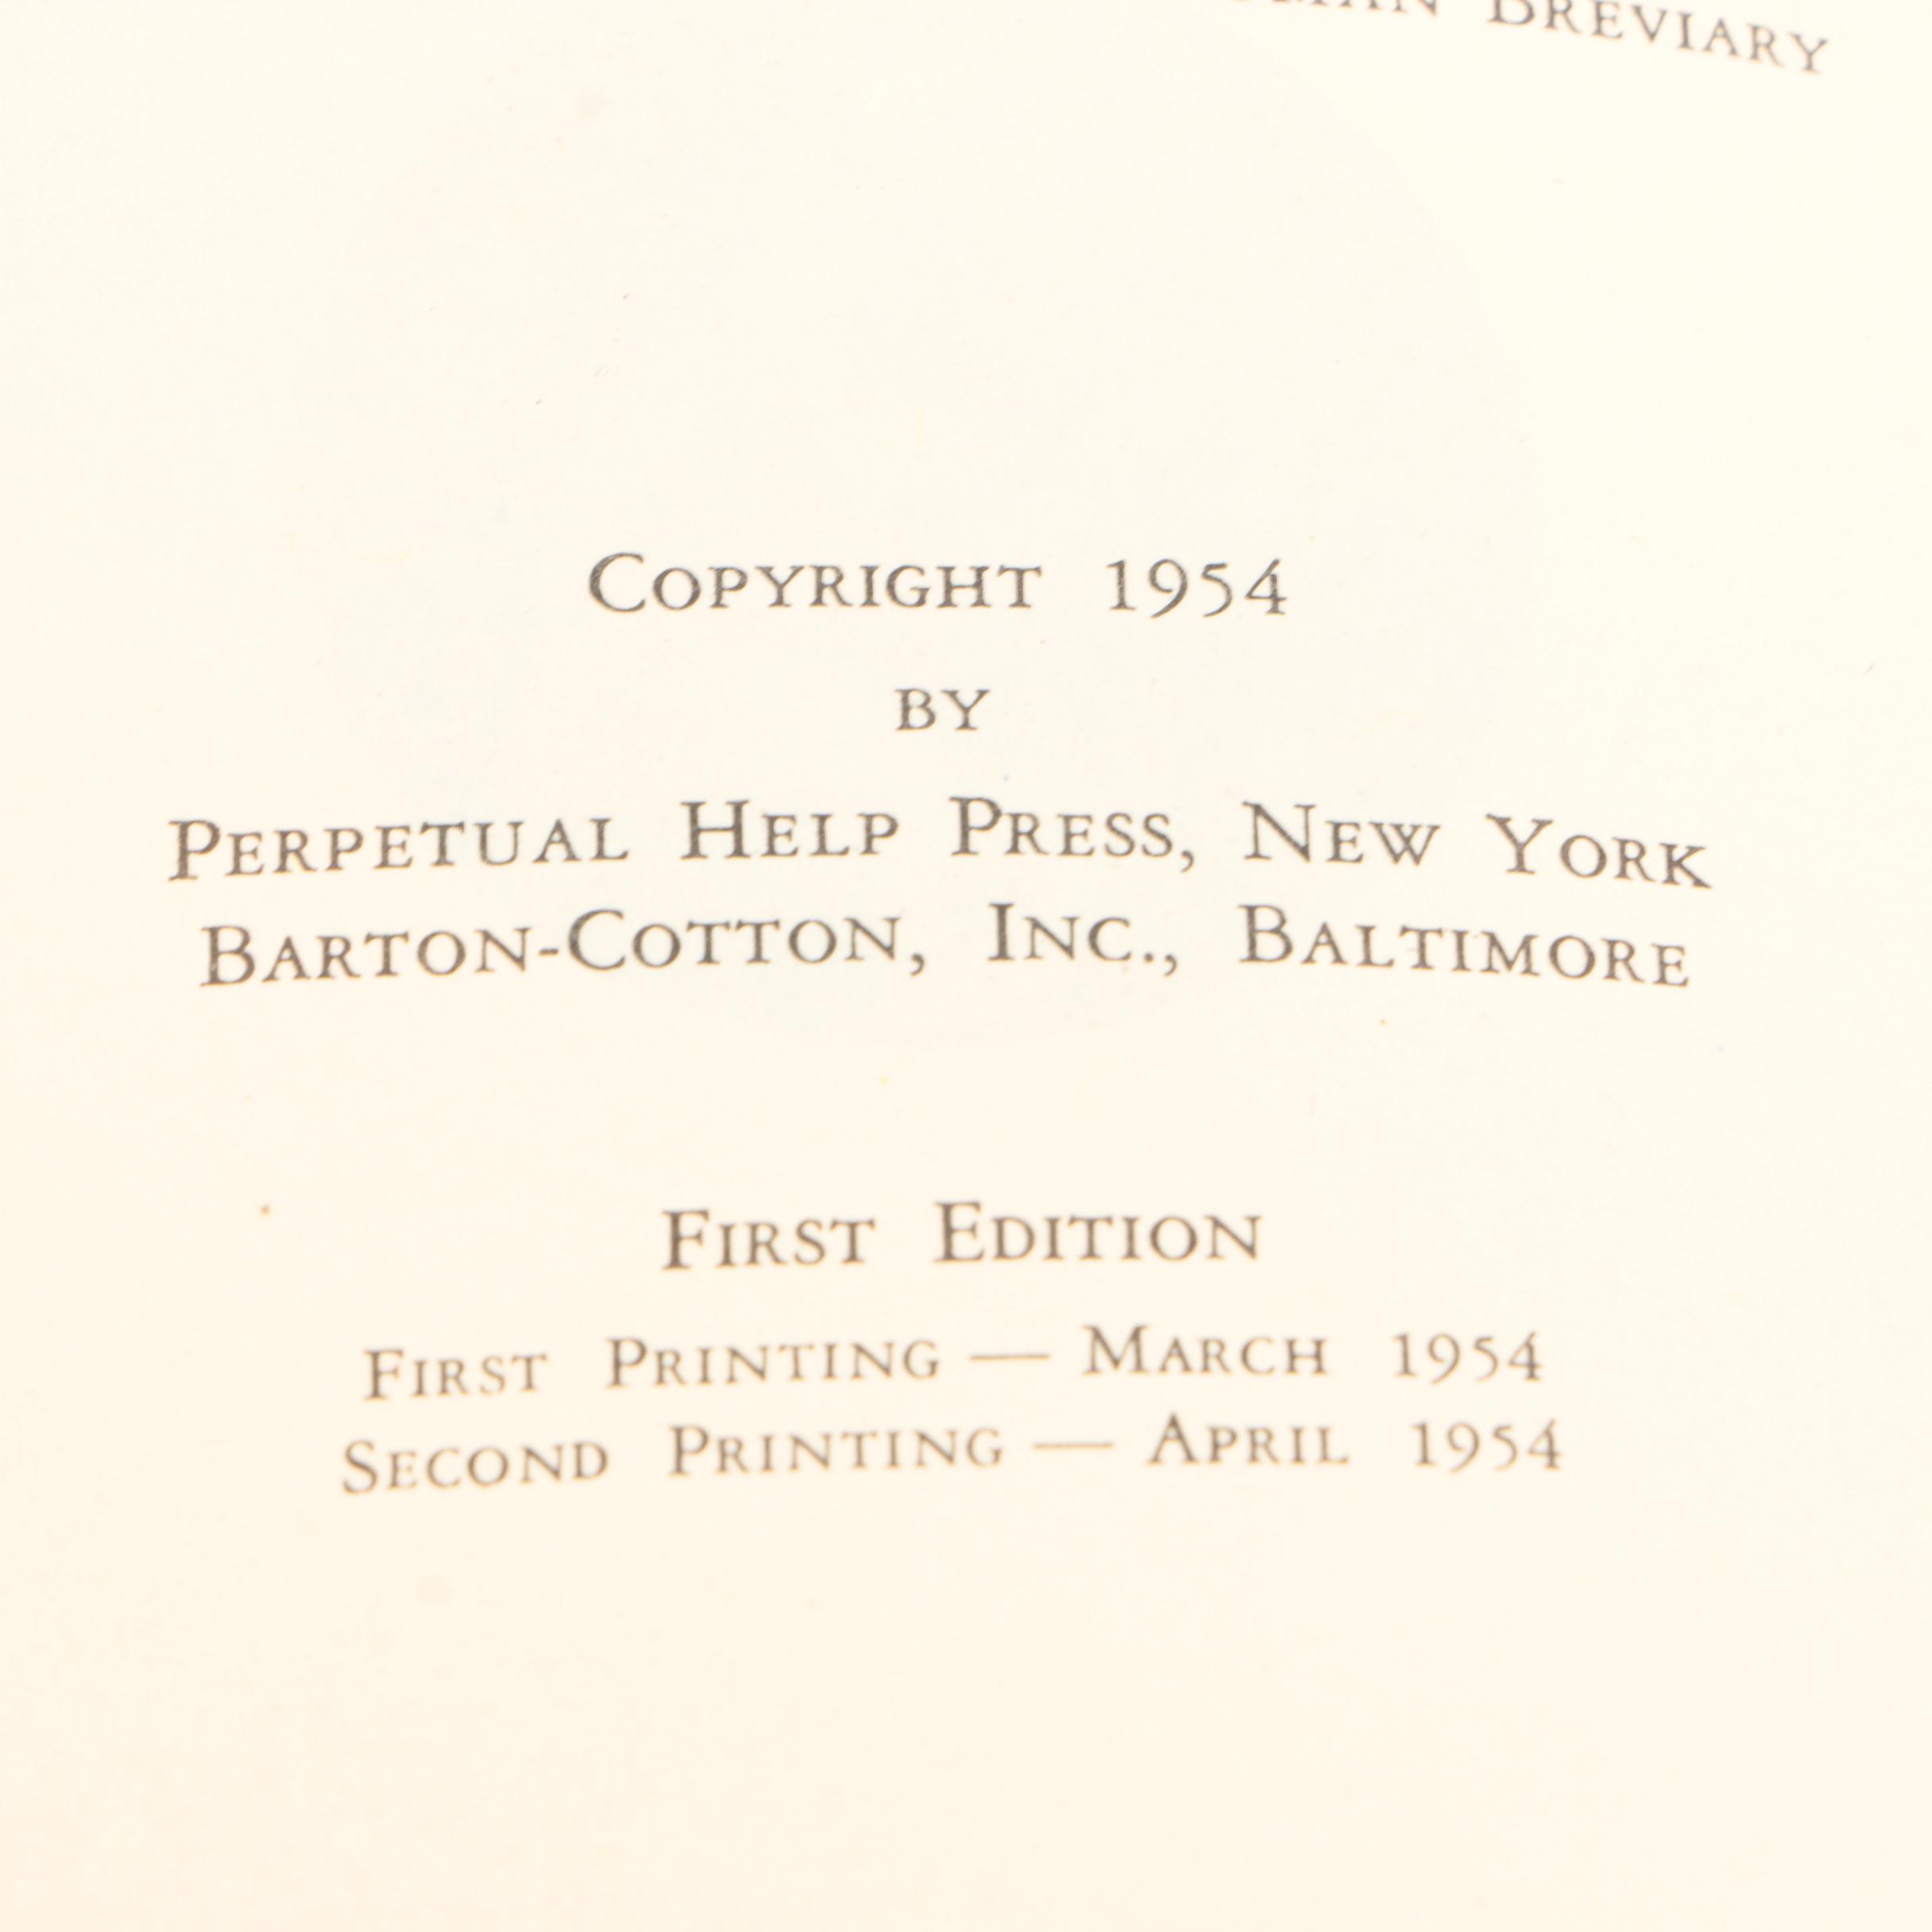 Breviary
Copyright 1954
by
Perpetual Help Press, New York
Barton-Cotton, Inc., Baltimore
First Edition
First Printing — March 1954
Second Printing — April 1954